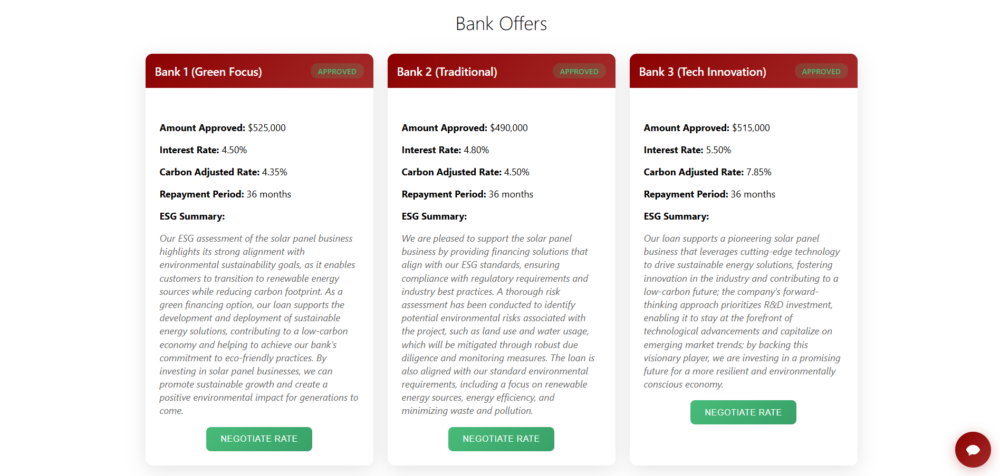 Bank Offers
Bank 1 (Green Focus)
APPROVED
Amount Approved: $525,000
Interest Rate: 4.50%
Carbon Adjusted Rate: 4.35%
Repayment Period: 36 months
ESG Summary:
Our ESG assessment of the solar panel business
highlights its strong alignment with
environmental sustainability goals, as it enables
customers to transition to renewable energy
sources while reducing carbon footprint. As a
green financing option, our loan supports the
development and deployment of sustainable
energy solutions, contributing to a low-carbon
economy and helping to achieve our bank's
commitment to eco-friendly practices. By
investing in solar panel businesses, we can
promote sustainable growth and create a
positive environmental impact for generations to
come.
NEGOTIATE RATE
Bank 2 (Traditional)
APPROVED
Amount Approved: $490,000
Interest Rate: 4.80%
Carbon Adjusted Rate: 4.50%
Repayment Period: 36 months
ESG Summary:
We are pleased to support the solar panel
business by providing financing solutions that
align with our ESG standards, ensuring
compliance with regulatory requirements and
industry best practices. A thorough risk
assessment has been conducted to identify
potential environmental risks associated with
the project, such as land use and water usage,
which will be mitigated through robust due
diligence and monitoring measures. The loan is
also aligned with our standard environmental
requirements, including a focus on renewable
energy sources, energy efficiency, and
minimizing waste and pollution.
NEGOTIATE RATE
Bank 3 (Tech Innovation)
APPROVED
Amount Approved: $515,000
Interest Rate: 5.50%
Carbon Adjusted Rate: 7.85%
Repayment Period: 36 months
ESG Summary:
Our loan supports a pioneering solar panel
business that leverages cutting-edge technology
to drive sustainable energy solutions, fostering
innovation in the industry and contributing to a
low-carbon future; the company's forward-
thinking approach prioritizes R&D investment,
enabling it to stay at the forefront of
technological advancements and capitalize on
emerging market trends; by backing this
visionary player, we are investing in a promising
future for a more resilient and environmentally
conscious economy.
NEGOTIATE RATE